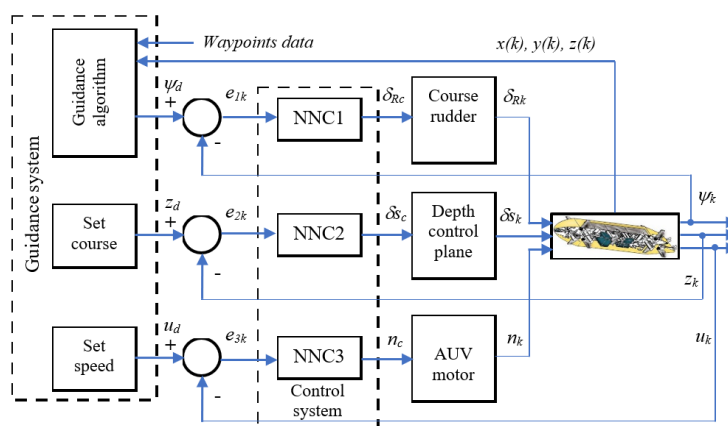 Waypoints data
x(k), y(k), z(k)
Guidance
algorithm
ψd
+
-
e1k
NNC1
δRc
Course
rudder
δRk
ψk
Guidance system
Set
course
zd
+
-
e2k
NNC2
δsc
Depth
control
plane
δsk
zk
Set
speed
ud
+
-
e3k
NNC3
nc
AUV
motor
nk
uk
Control
system